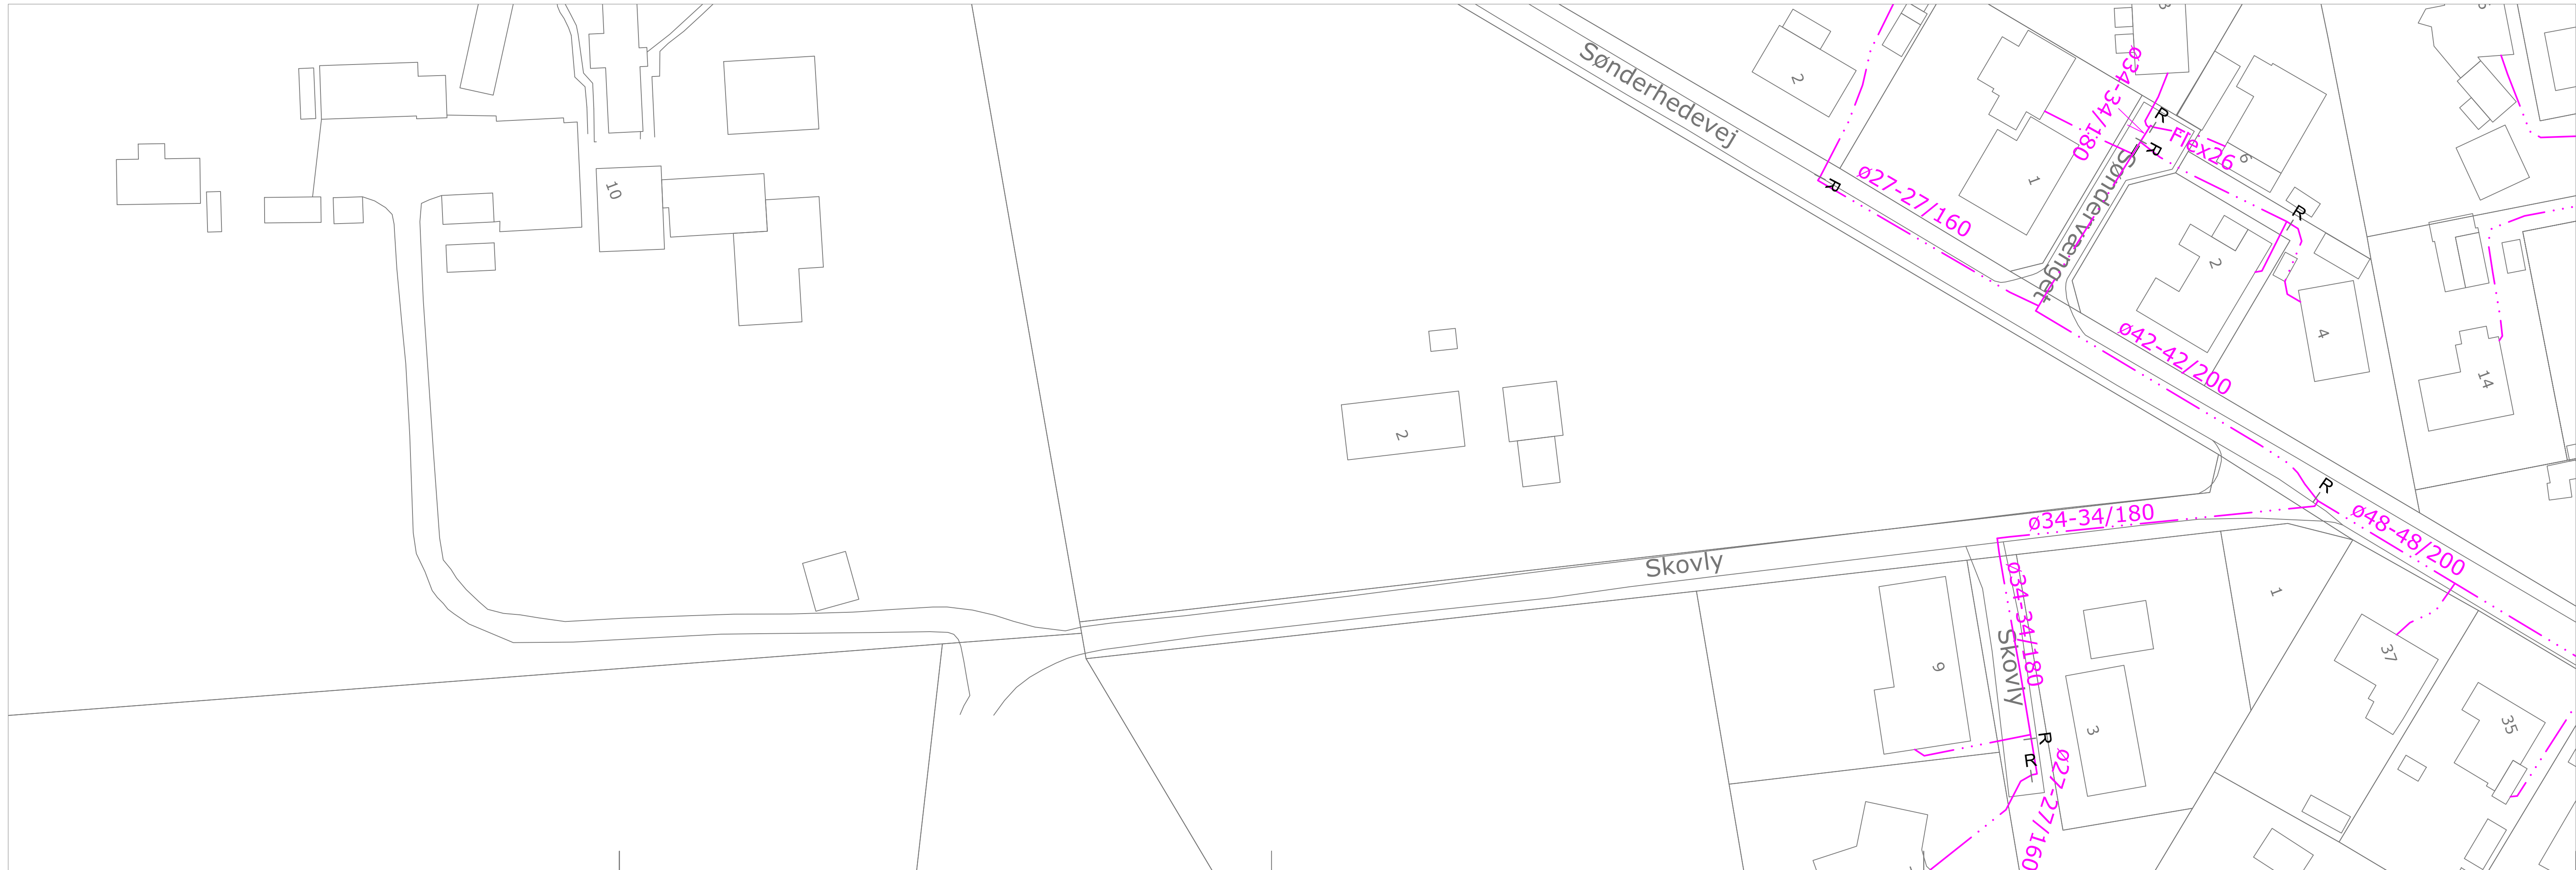 Sønderhedevej
2
ø34-34/180
R
Flex26
R
6
R
ø27-27/160
1
Søndervænget
R
10
2
4
ø42-42/200
14
2
R
ø34-34/180
ø48-48/200
Skovly
ø34-34/180
Skovly
1
9
37
3
35
R
R
ø27-27/160